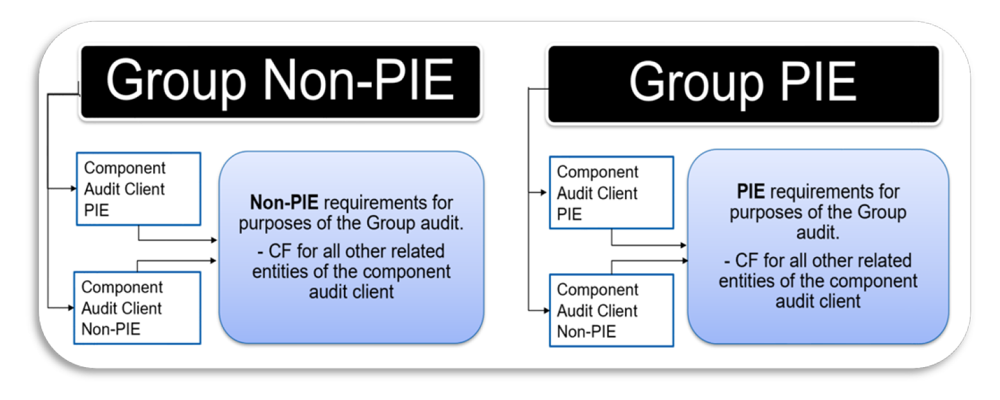 Group Non-PIE
Component
Audit Client
PIE
Component
Audit Client
Non-PIE
Non-PIE requirements for
purposes of the Group audit.
- CF for all other related
entities of the component
audit client
Group PIE
Component
Audit Client
PIE
Component
Audit Client
Non-PIE
PIE requirements for
purposes of the Group
audit.
- CF for all other related
entities of the component
audit client